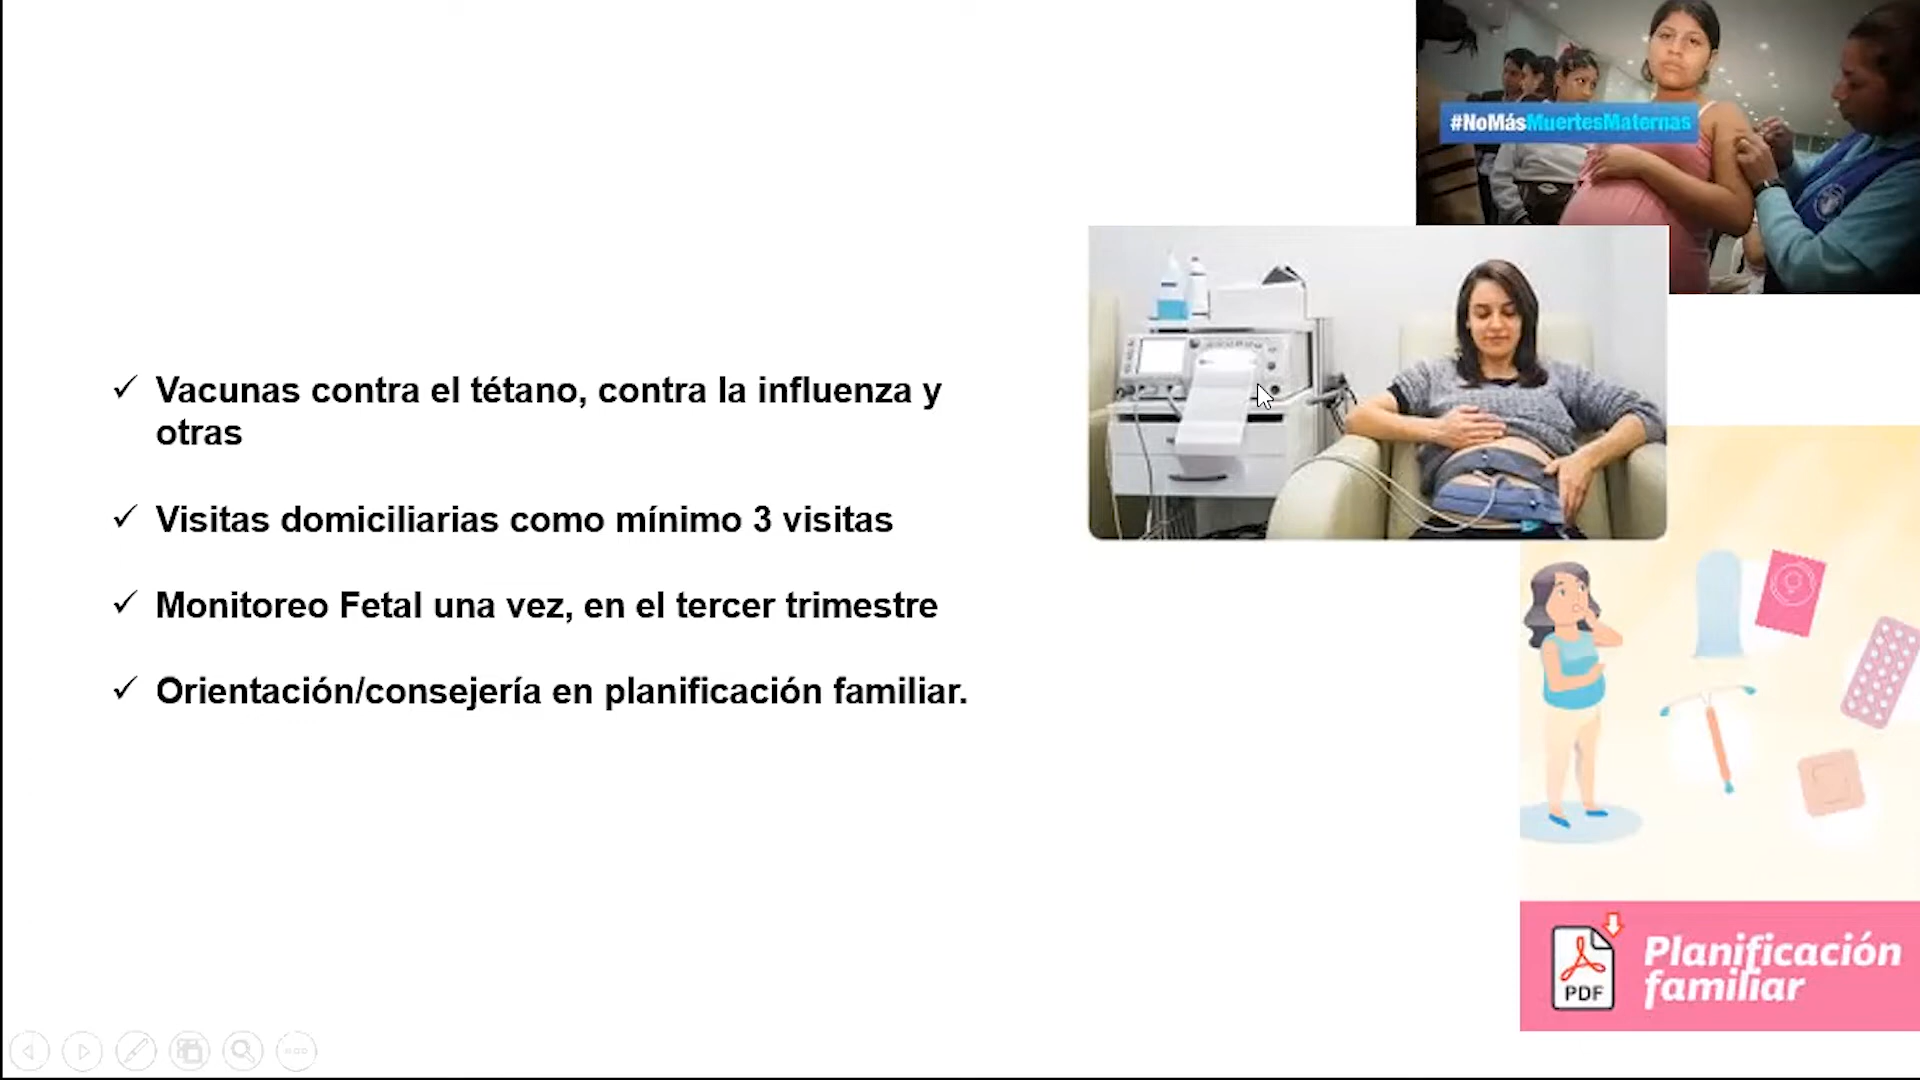 Vacunas contra el tétano, contra la influenza y
otras
Visitas domiciliarias como mínimo 3 visitas
Monitoreo Fetal una vez, en el tercer trimestre
Orientación/consejería en planificación familiar.
#NoMásMuertesMaternas
PDF
Planificación
familiar